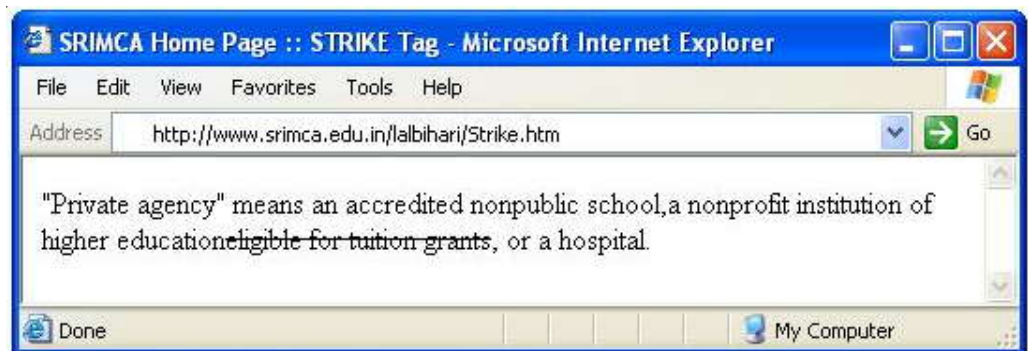 SRIMCA Home Page :: STRIKE Tag - Microsoft Internet Explorer
File Edit View Favorites Tools Help
Address http://www.srimca.edu.in/lalbihari/Strike.htm Go
"Private agency" means an accredited nonpublic school,a nonprofit institution of
higher educationeligible for tuition grants, or a hospital.
Done My Computer